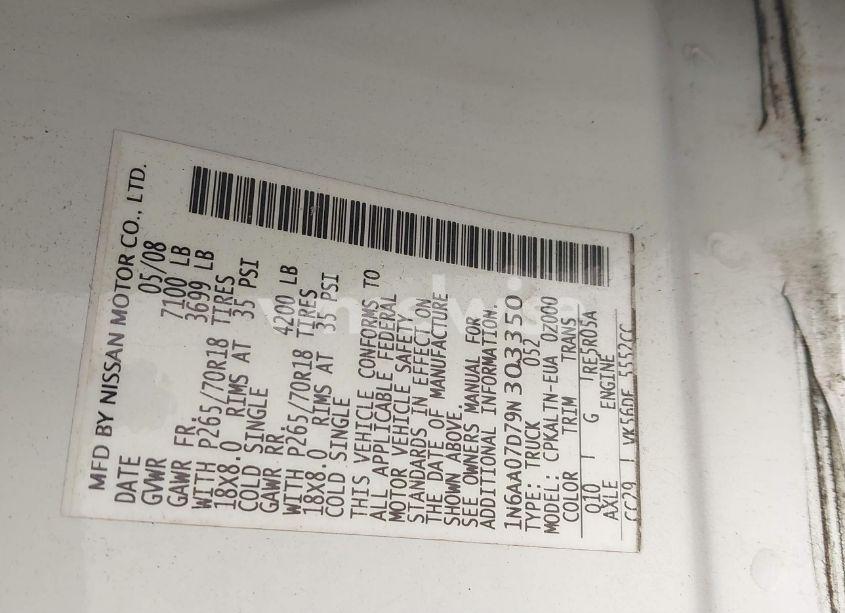 MFD BY NISSAN MOTOR CO., LTD.
DATE 05/08
GVWR 7100 LB
GAWR FR. 3699 LB
WITH P265/70R18 TIRES
18X8.0 RIMS AT 35 PSI
COLD SINGLE
GAWR RR. 4200 LB
WITH P265/70R18 TIRES
18X8.0 RIMS AT 35 PSI
COLD SINGLE
THIS VEHICLE CONFORMS TO
ALL APPLICABLE FEDERAL
MOTOR VEHICLE SAFETY
STANDARDS IN EFFECT ON
THE DATE OF MANUFACTURE
SHOWN ABOVE.
SEE OWNERS MANUAL FOR
ADDITIONAL INFORMATION.
1N6AA07D79N303350
TYPE: TRUCK 052
MODEL: CPKALTN-EUA 0Z000
COLOR TRIM TRANS
Q10 G RE5R05A
AXLE ENGINE
CC29 VK56DE 5552CC